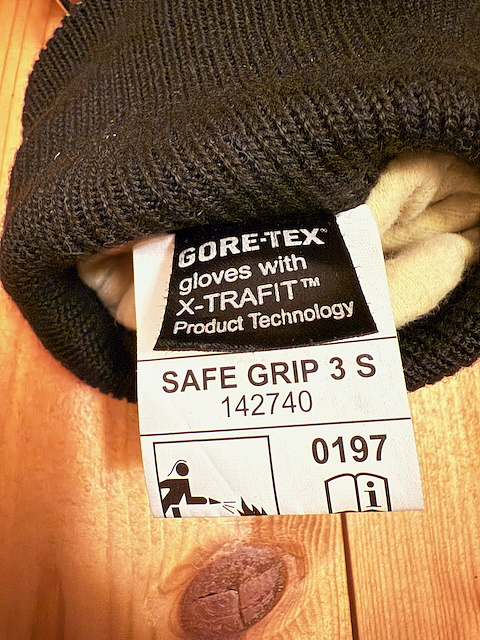 GORE-TEX®
gloves with
X-TRAFIT™
Product Technology
SAFE GRIP 3 S
142740
0197
i